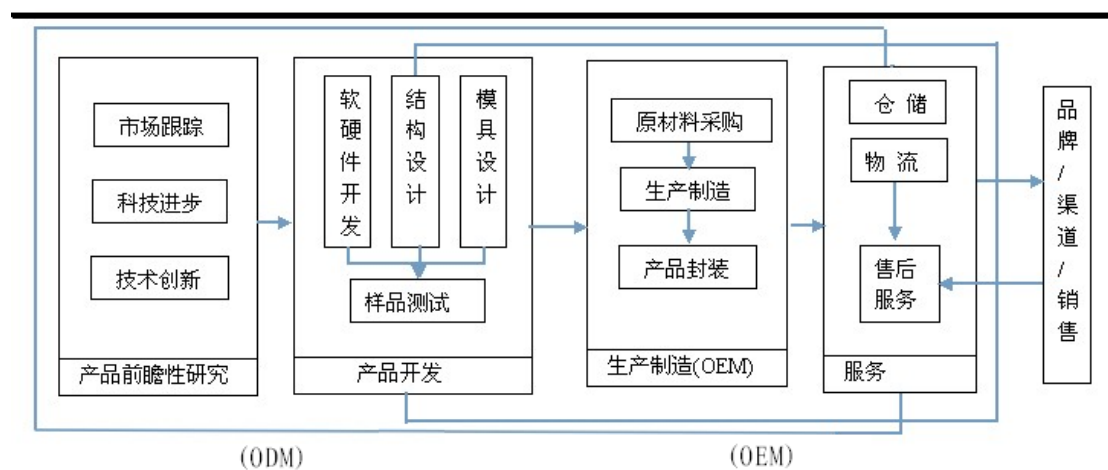 市场跟踪
科技进步
技术创新
产品前瞻性研究
软硬件开发
结构设计
模具设计
样品测试
产品开发
原材料采购
生产制造
产品封装
生产制造(OEM)
仓 储
物 流
售后
服务
服务
品牌/渠道/销售
(ODM)
(OEM)